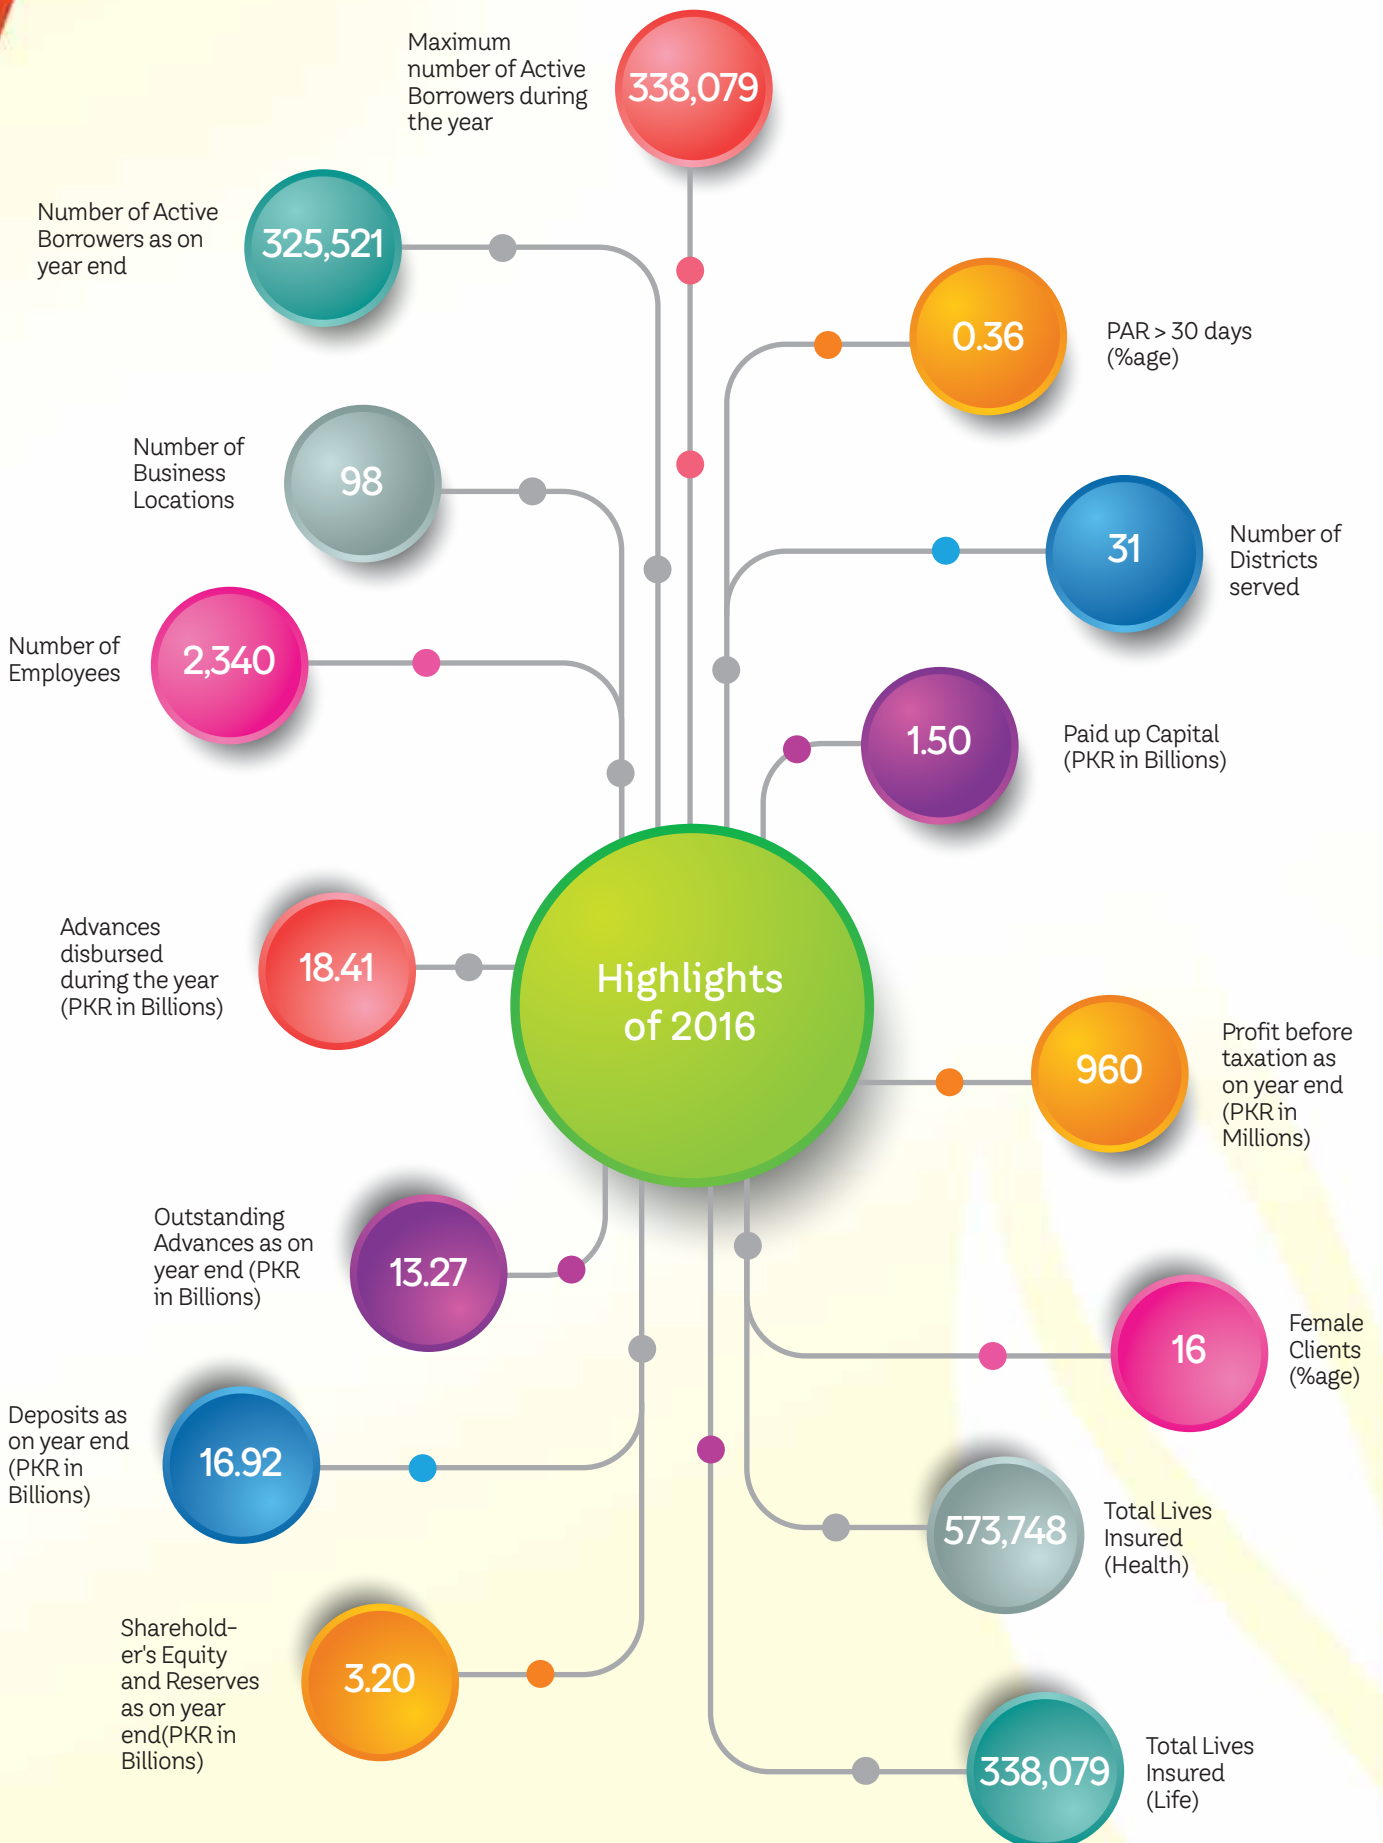 Maximum
number of Active
Borrowers during
the year
338,079
Number of Active
Borrowers as on
year end
325,521
0.36
PAR > 30 days
(%age)
Number of
Business
Locations
98
31
Number of
Districts
served
Number of
Employees
2,340
1.50
Paid up Capital
(PKR in Billions)
Advances
disbursed
during the year
(PKR in Billions)
18.41
Highlights
of 2016
960
Profit before
taxation as
on year end
(PKR in
Millions)
Outstanding
Advances as on
year end (PKR
in Billions)
13.27
16
Female
Clients
(%age)
Deposits as
on year end
(PKR in
Billions)
16.92
573,748
Total Lives
Insured
(Health)
Sharehold-
er's Equity
and Reserves
as on year
end(PKR in
Billions)
3.20
338,079
Total Lives
Insured
(Life)